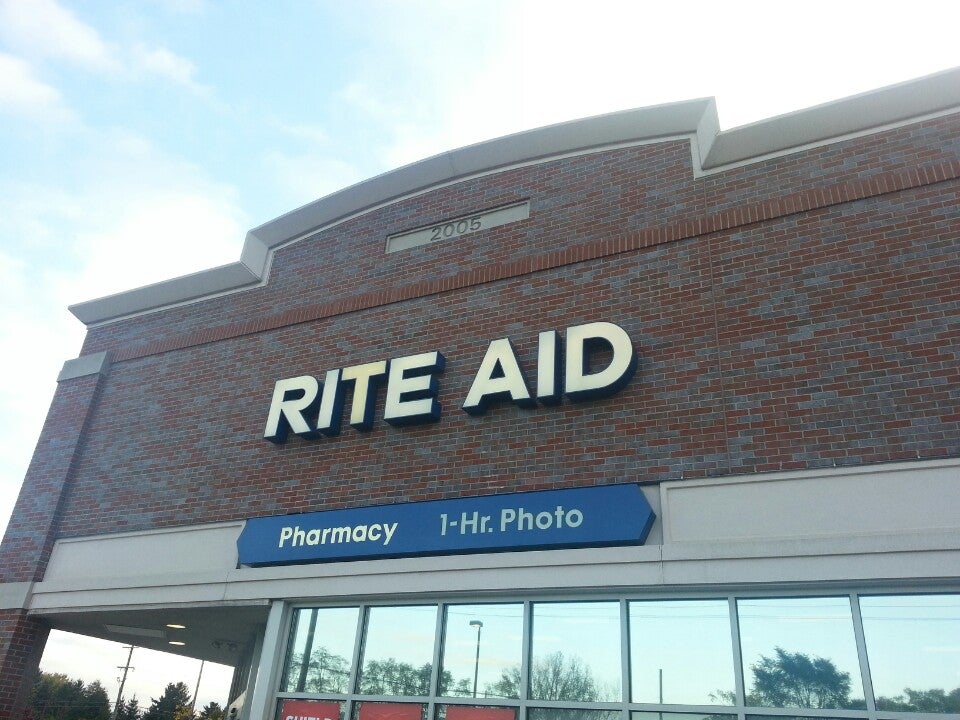 2005
RITE AID
Pharmacy 1-Hr. Photo